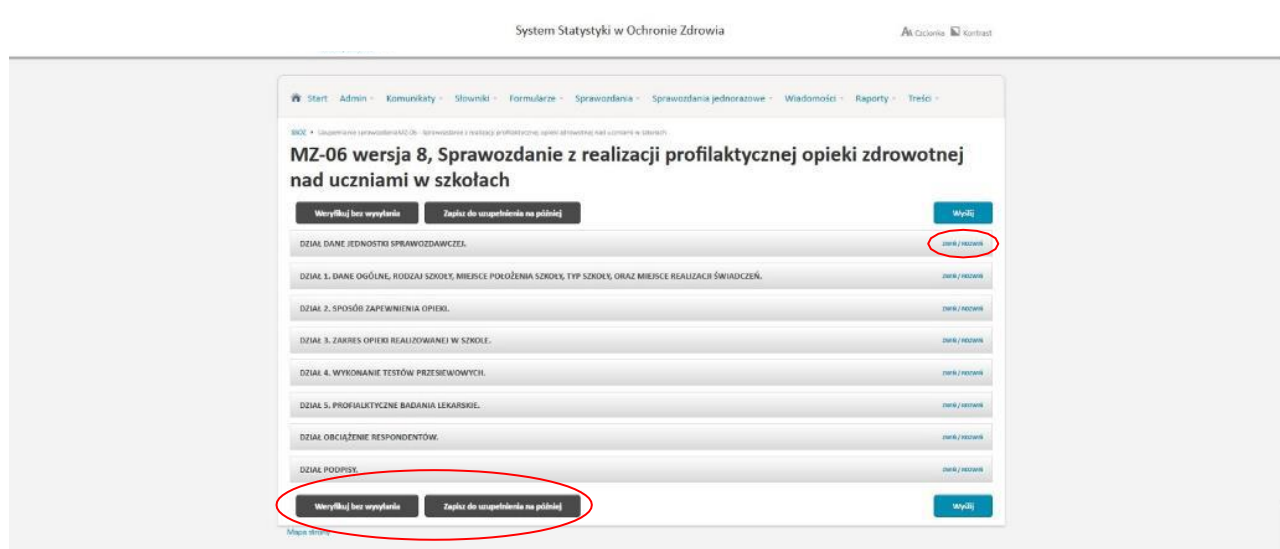 System Statystyki w Ochronie Zdrowia
Czcionka Kontrast
Start Admin Komunikaty Słowniki Formularze Sprawozdania Sprawozdania jednorazowe Wiadomości Raporty Treści
MZ-06 wersja 8, Sprawozdanie z realizacji profilaktycznej opieki zdrowotnej
nad uczniami w szkołach
Weryfikuj bez wysyłania Zapisz do uzupełnienia na później Wyślij
DZIAŁ DANE JEDNOSTKI SPRAWOZDAWCZEJ. zwiń / rozwiń
DZIAŁ 1. DANE OGÓLNE, RODZAJ SZKOŁY, MIEJSCE POŁOŻENIA SZKOŁY, TYP SZKOŁY, ORAZ MIEJSCE REALIZACJI ŚWIADCZEŃ. zwiń / rozwiń
DZIAŁ 2. SPOSÓB ZAPEWNIENIA OPIEKI. zwiń / rozwiń
DZIAŁ 3. ZAKRES OPIEKI REALIZOWANEJ W SZKOLE. zwiń / rozwiń
DZIAŁ 4. WYKONANIE TESTÓW PRZESIEWOWYCH. zwiń / rozwiń
DZIAŁ 5. PROFIALKTYCZNE BADANIA LEKARSKIE. zwiń / rozwiń
DZIAŁ OBCIĄŻENIE RESPONDENTÓW. zwiń / rozwiń
DZIAŁ PODPISY. zwiń / rozwiń
Weryfikuj bez wysyłania Zapisz do uzupełnienia na później Wyślij
Mapa strony